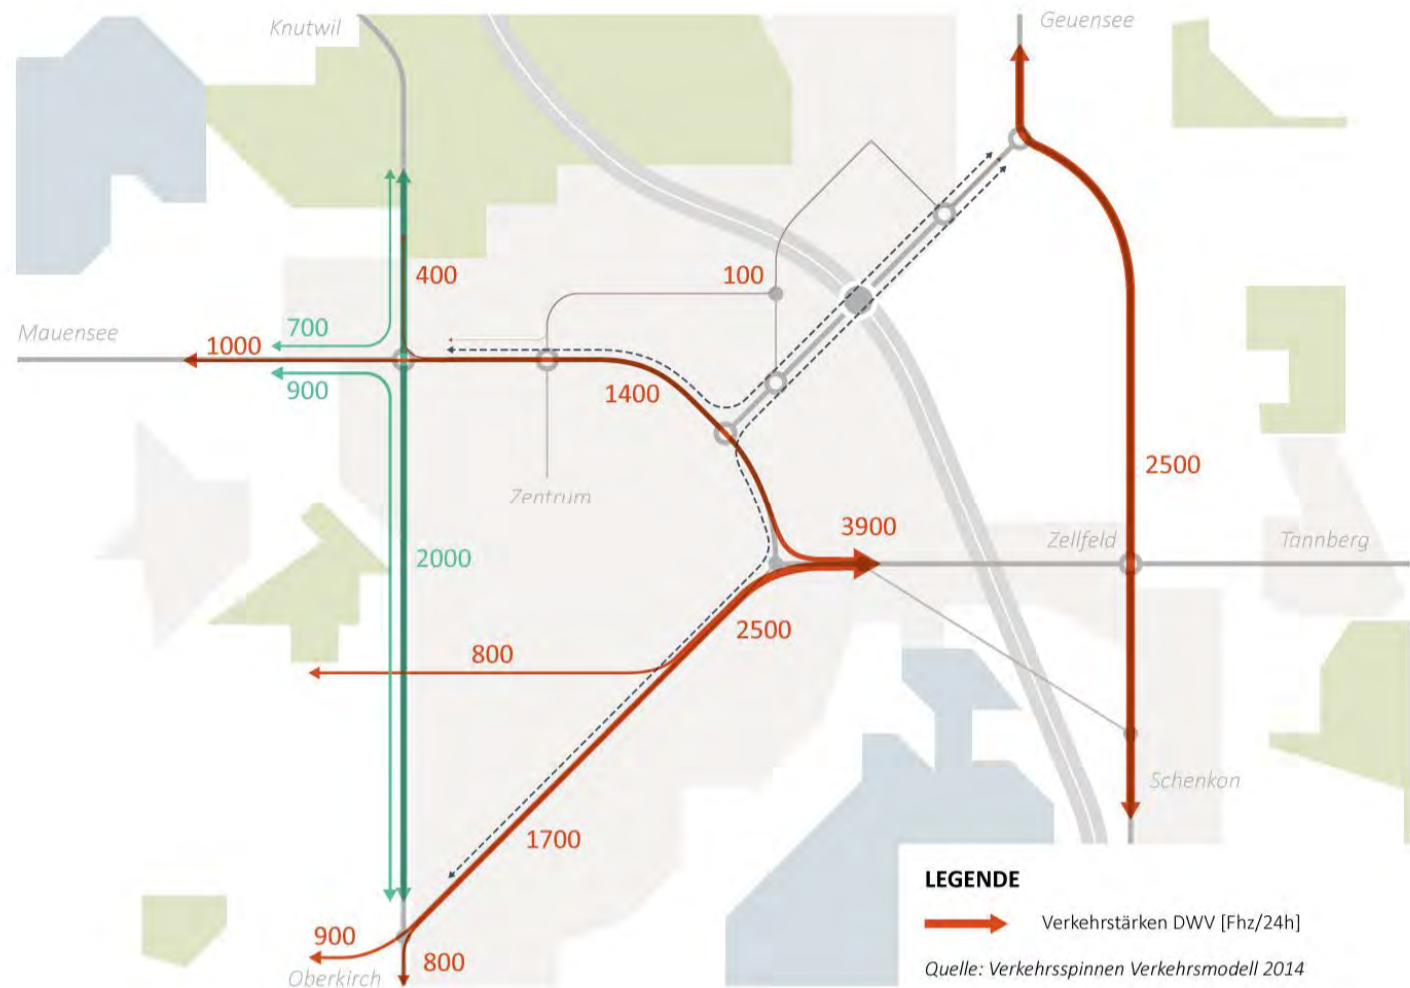 Knutwil
Geuensee
400
100
700
Mauensee
1000
900
1400
2500
Zentrum
3900
Zellfeld
Tannberg
2000
2500
800
Schenkon
1700
LEGENDE
Verkehrstärken DWV [Fhz/24h]
900
800
Oberkirch
Quelle: Verkehrsspinnen Verkehrsmodell 2014